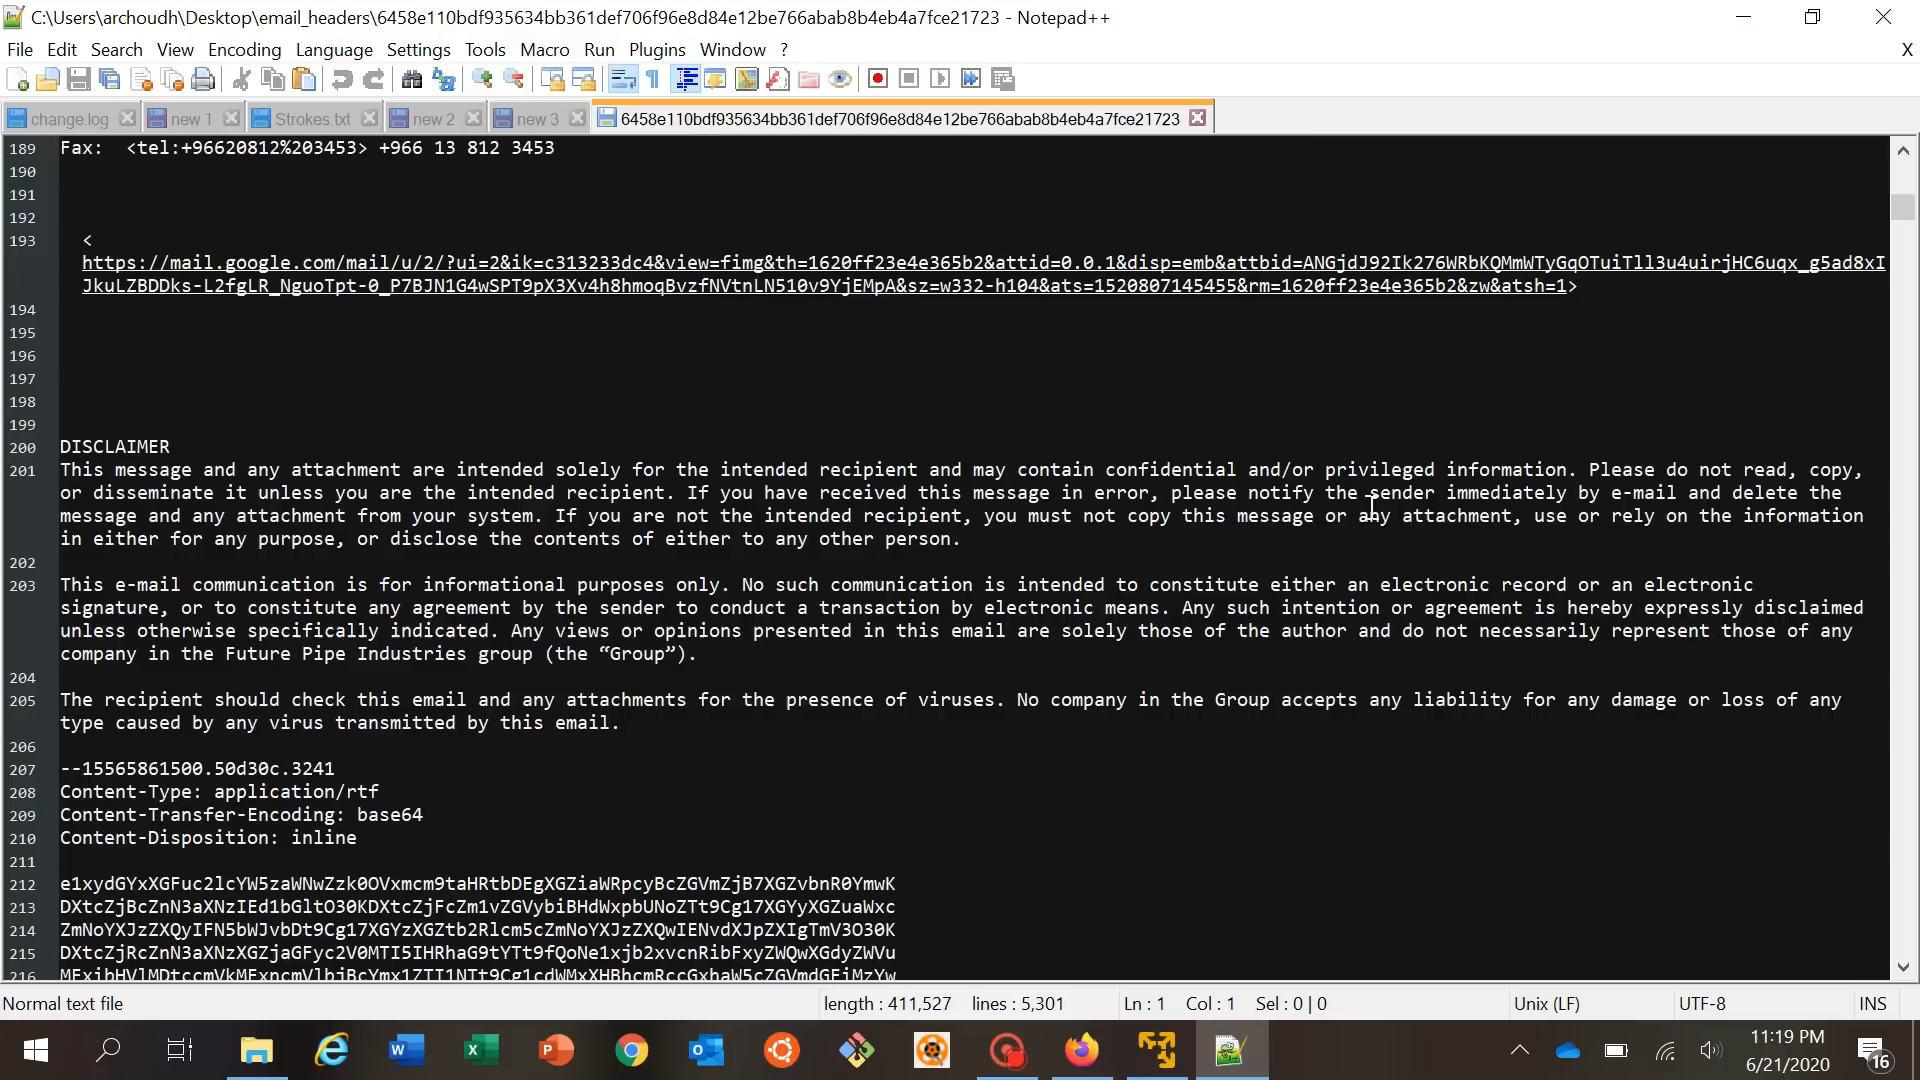 C:\Users\archoudh\Desktop\email_headers\6458e110bdf935634bb361def706f96e8d84e12be766abab8b4eb4a7fce21723 - Notepad++
File Edit Search View Encoding Language Settings Tools Macro Run Plugins Window ? X
change.log new 1 Strokes.txt new 2 new 3 6458e110bdf935634bb361def706f96e8d84e12be766abab8b4eb4a7fce21723
189 Fax: <tel:+96620812%203453> +966 13 812 3453
190
191
192
193 <
https://mail.google.com/mail/u/2/?ui=2&ik=c313233dc4&view=fimg&th=1620ff23e4e365b2&attid=0.0.1&disp=emb&attbid=ANGjdJ92Ik276WRbKQMmWTyGqOTuiTll3u4uirjHC6uqx_g5ad8xI
JkuLZBDDks-L2fgLR_NguoTpt-0_P7BJN1G4wSPT9pX3Xv4h8hmoqBvzfNVtnLN510v9YjEMpA&sz=w332-h104&ats=1520807145455&rm=1620ff23e4e365b2&zw&atsh=1>
194
195
196
197
198
199
200 DISCLAIMER
201 This message and any attachment are intended solely for the intended recipient and may contain confidential and/or privileged information. Please do not read, copy,
or disseminate it unless you are the intended recipient. If you have received this message in error, please notify the sender immediately by e-mail and delete the
message and any attachment from your system. If you are not the intended recipient, you must not copy this message or any attachment, use or rely on the information
in either for any purpose, or disclose the contents of either to any other person.
202
203 This e-mail communication is for informational purposes only. No such communication is intended to constitute either an electronic record or an electronic
signature, or to constitute any agreement by the sender to conduct a transaction by electronic means. Any such intention or agreement is hereby expressly disclaimed
unless otherwise specifically indicated. Any views or opinions presented in this email are solely those of the author and do not necessarily represent those of any
company in the Future Pipe Industries group (the “Group”).
204
205 The recipient should check this email and any attachments for the presence of viruses. No company in the Group accepts any liability for any damage or loss of any
type caused by any virus transmitted by this email.
206
207 --15565861500.50d30c.3241
208 Content-Type: application/rtf
209 Content-Transfer-Encoding: base64
210 Content-Disposition: inline
211
212 e1xydGYxXGFuc2lcYW5zaWNwZzk0OVxmcm9taHRtbDEgXGZiaWRpcyBcZGVmZjB7XGZvbnR0YmwK
213 DXtcZjBcZnN3aXNzIEd1bGltO30KDXtcZjFcZm1vZGVybiBHdWxpbUNoZTt9Cg17XGYyXGZuaWxc
214 ZmNoYXJzZXQyIFN5bWJvbDt9Cg17XGYzXGZtb2Rlcm5cZmNoYXJzZXQwIENvdXJpZXIgTmV3O30K
215 DXtcZjRcZnN3aXNzXGZjaGFyc2V0MTI5IHRhaG9tYTt9fQoNe1xjb2xvcnRibFxyZWQwXGdyZWVu
216
Normal text file length : 411,527 lines : 5,301 Ln : 1 Col : 1 Sel : 0 | 0 Unix (LF) UTF-8 INS
11:19 PM
6/21/2020
16